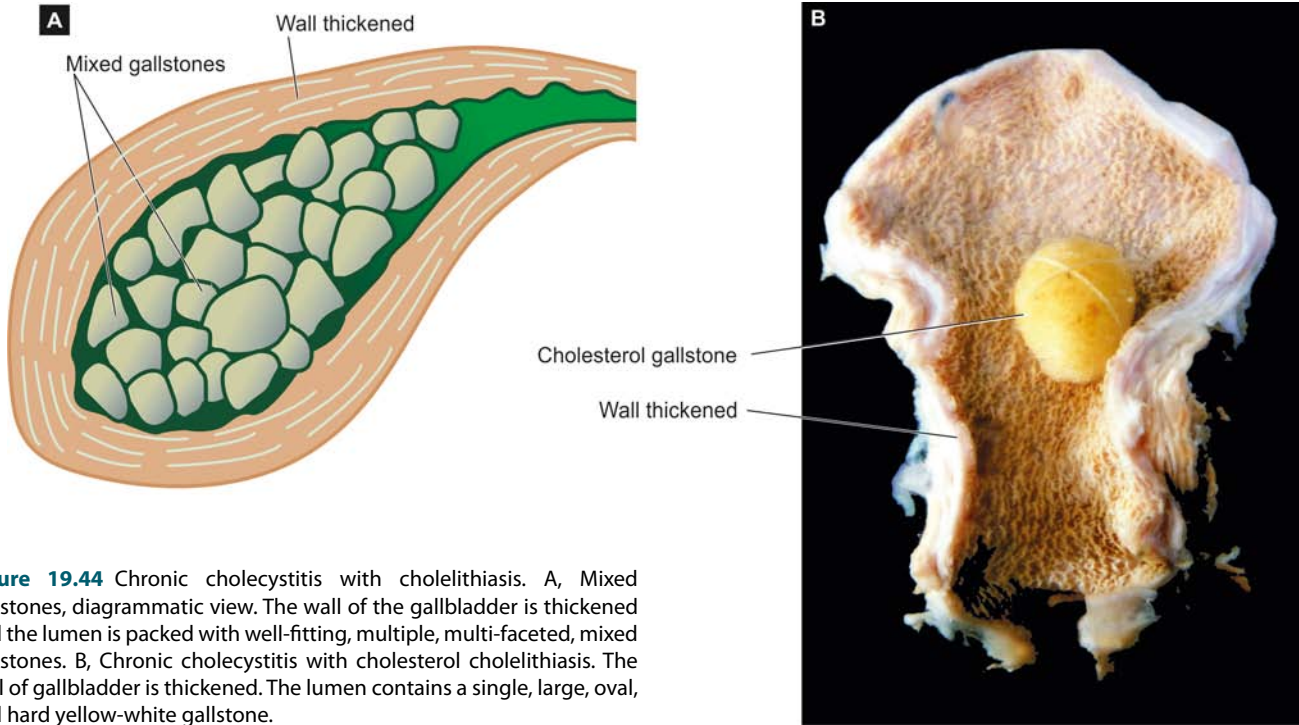 A
Wall thickened
Mixed gallstones
B
Cholesterol gallstone
Wall thickened
ure 19.44 Chronic cholecystitis with cholelithiasis. A, Mixed
stones, diagrammatic view. The wall of the gallbladder is thickened
the lumen is packed with well-fitting, multiple, multi-faceted, mixed
stones. B, Chronic cholecystitis with cholesterol cholelithiasis. The
of gallbladder is thickened. The lumen contains a single, large, oval,
hard yellow-white gallstone.